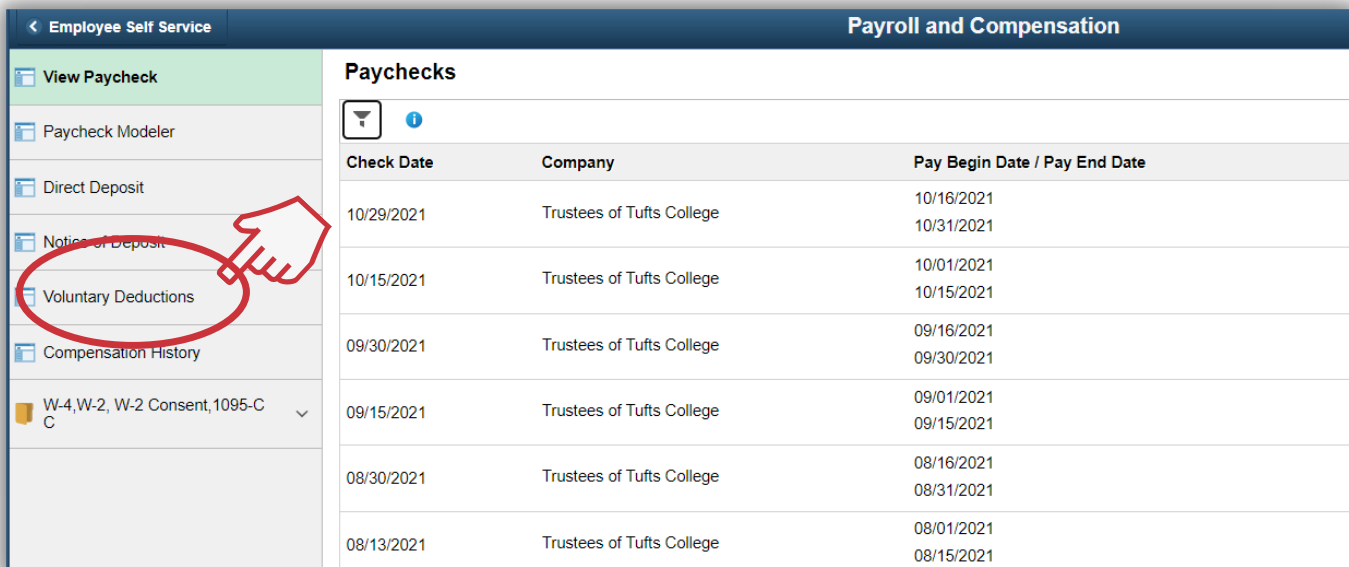 Employee Self Service
Payroll and Compensation
View Paycheck
Paycheck Modeler
Direct Deposit
Notice of Deposit
Voluntary Deductions
Compensation History
W-4,W-2, W-2 Consent,1095-C
C
Paychecks
Check Date Company Pay Begin Date / Pay End Date
10/29/2021 Trustees of Tufts College 10/16/2021
10/31/2021
10/15/2021 Trustees of Tufts College 10/01/2021
10/15/2021
09/30/2021 Trustees of Tufts College 09/16/2021
09/30/2021
09/15/2021 Trustees of Tufts College 09/01/2021
09/15/2021
08/30/2021 Trustees of Tufts College 08/16/2021
08/31/2021
08/13/2021 Trustees of Tufts College 08/01/2021
08/15/2021